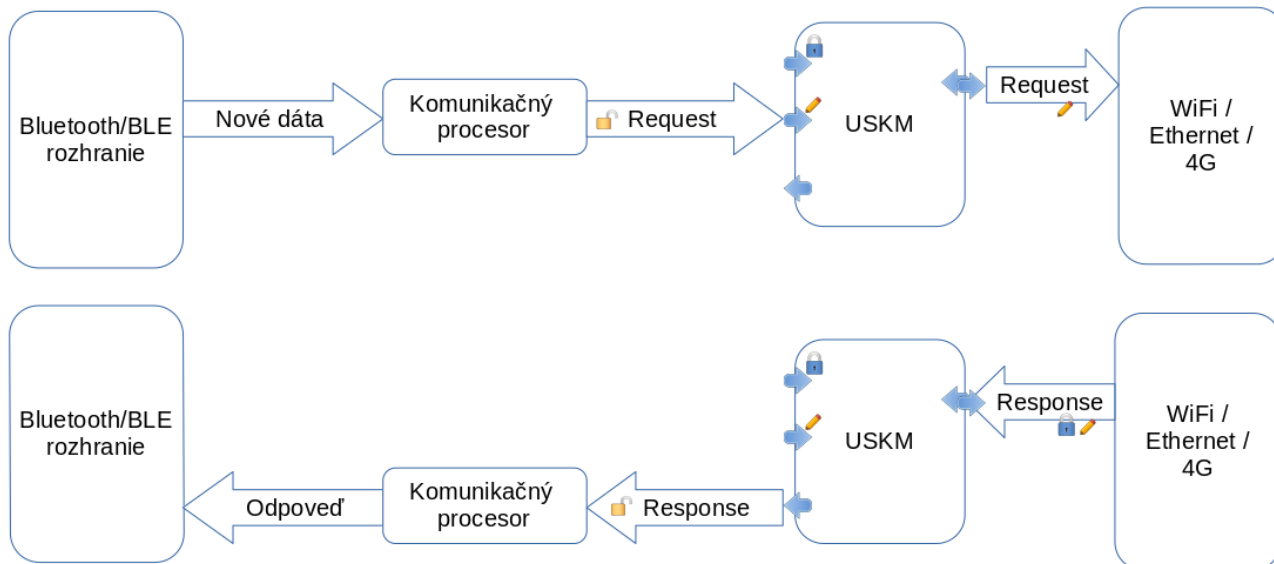 Bluetooth/BLE
rozhranie
Nové dáta
Komunikačný
procesor
Request
USKM
Request
WiFi /
Ethernet /
4G
Bluetooth/BLE
rozhranie
Odpoveď
Komunikačný
procesor
Response
USKM
Response
WiFi /
Ethernet /
4G